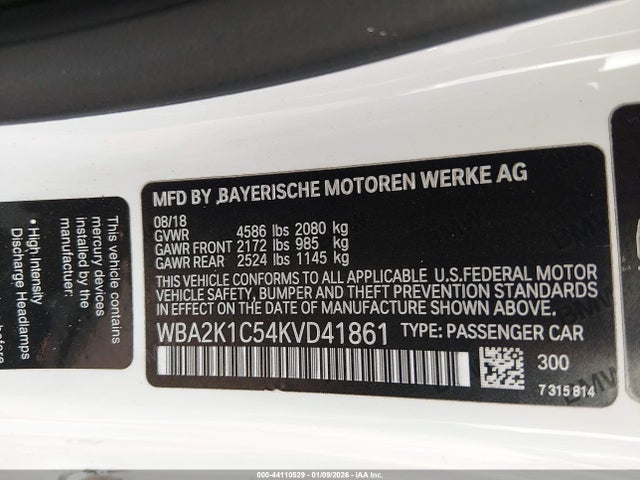 MFD BY BAYERISCHE MOTOREN WERKE AG
08/18
GVWR 4586 lbs 2080 kg
GAWR FRONT 2172 lbs 985 kg
GAWR REAR 2524 lbs 1145 kg
THIS VEHICLE CONFORMS TO ALL APPLICABLE U.S.FEDERAL MOTOR
VEHICLE SAFETY, BUMPER AND THEFT PREVENTION STANDARDS
IN EFFECT ON THE DATE OF MANUFACTURE SHOWN ABOVE.
WBA2K1C54KVD41861 TYPE: PASSENGER CAR
300
7315814
This vehicle contains
mercury devices
installed by the
manufacturer:
• High Intensity
Discharge Headlamps
000-44110529 - 01/09/2026 - IAA Inc.